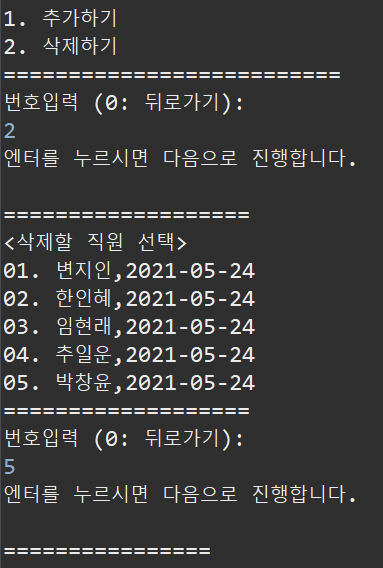 1. 추가하기
2. 삭제하기
==========================
번호입력 (0: 뒤로가기):
2
엔터를 누르시면 다음으로 진행합니다.
===================
<삭제할 직원 선택>
01. 변지인,2021-05-24
02. 한인혜,2021-05-24
03. 임현래,2021-05-24
04. 추일운,2021-05-24
05. 박창윤,2021-05-24
===================
번호입력 (0: 뒤로가기):
5
엔터를 누르시면 다음으로 진행합니다.
================